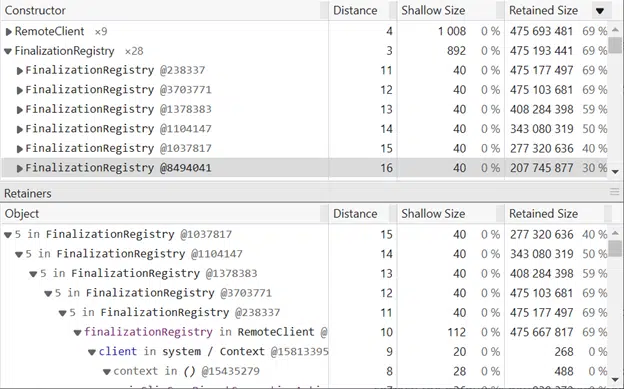 Constructor Distance Shallow Size Retained Size ▼
▶RemoteClient ×9 4 1 008 0 % 475 693 481 69 %
▼FinalizationRegistry ×28 3 892 0 % 475 193 441 69 %
▶FinalizationRegistry @238337 11 40 0 % 475 177 497 69 %
▶FinalizationRegistry @3703771 12 40 0 % 475 103 681 69 %
▶FinalizationRegistry @1378383 13 40 0 % 408 284 398 59 %
▶FinalizationRegistry @1104147 14 40 0 % 343 080 319 50 %
▶FinalizationRegistry @1037817 15 40 0 % 277 320 636 40 %
▶FinalizationRegistry @8494041 16 40 0 % 207 745 877 30 %
Retainers
Object Distance Shallow Size Retained Size
▼5 in FinalizationRegistry @1037817 15 40 0 % 277 320 636 40 %
▼5 in FinalizationRegistry @1104147 14 40 0 % 343 080 319 50 %
▼5 in FinalizationRegistry @1378383 13 40 0 % 408 284 398 59 %
▼5 in FinalizationRegistry @3703771 12 40 0 % 475 103 681 69 %
▼5 in FinalizationRegistry @238337 11 40 0 % 475 177 497 69 %
▼finalizationRegistry in RemoteClient @ 10 112 0 % 475 667 817 69 %
▼client in system / Context @15813395 9 20 0 % 268 0 %
▼context in () @15435279 8 28 0 % 488 0 %